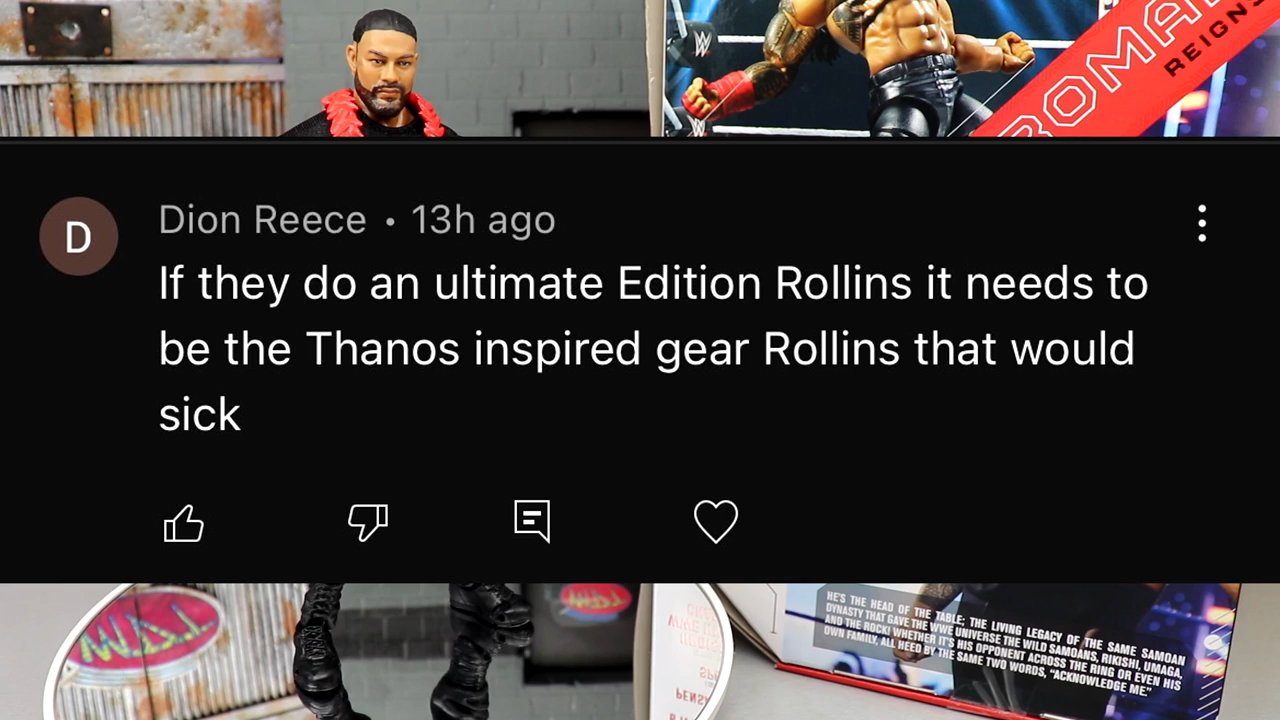 ROMA
REIGNS
D
Dion Reece • 13h ago
If they do an ultimate Edition Rollins it needs to
be the Thanos inspired gear Rollins that would
sick
HE'S THE HEAD OF THE TABLE; THE LIVING LEGACY OF THE SAME SAMOAN
DYNASTY THAT GAVE THE WWE UNIVERSE THE WILD SAMOANS, RIKISHI, UMAGA,
AND THE ROCK! WHETHER IT'S HIS OPPONENT ACROSS THE RING OR EVEN HIS
OWN FAMILY, ALL HEED BY THE SAME TWO WORDS, "ACKNOWLEDGE ME."